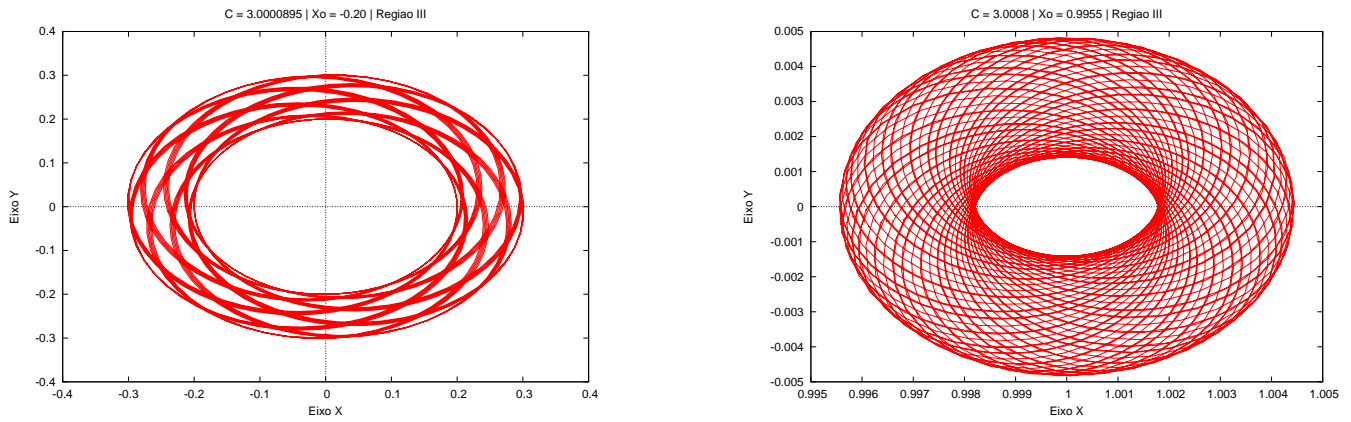 C = 3.0000895 | Xo = -0.20 | Regiao III
0.4
0.3
0.2
0.1
0
-0.1
-0.2
-0.3
-0.4
-0.4 -0.3 -0.2 -0.1 0 0.1 0.2 0.3 0.4
Eixo Y
Eixo X
C = 3.0008 | Xo = 0.9955 | Regiao III
0.005
0.004
0.003
0.002
0.001
0
-0.001
-0.002
-0.003
-0.004
-0.005
0.995 0.996 0.997 0.998 0.999 1 1.001 1.002 1.003 1.004 1.005
Eixo Y
Eixo X